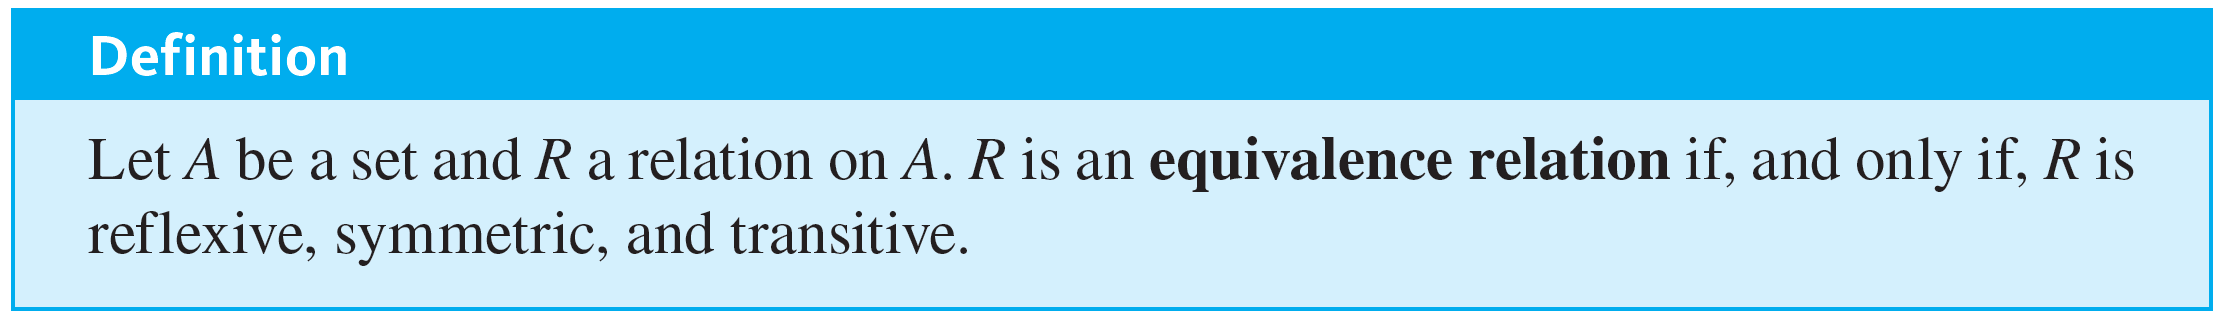 Definition
Let A be a set and R a relation on A. R is an equivalence relation if, and only if, R is
reflexive, symmetric, and transitive.